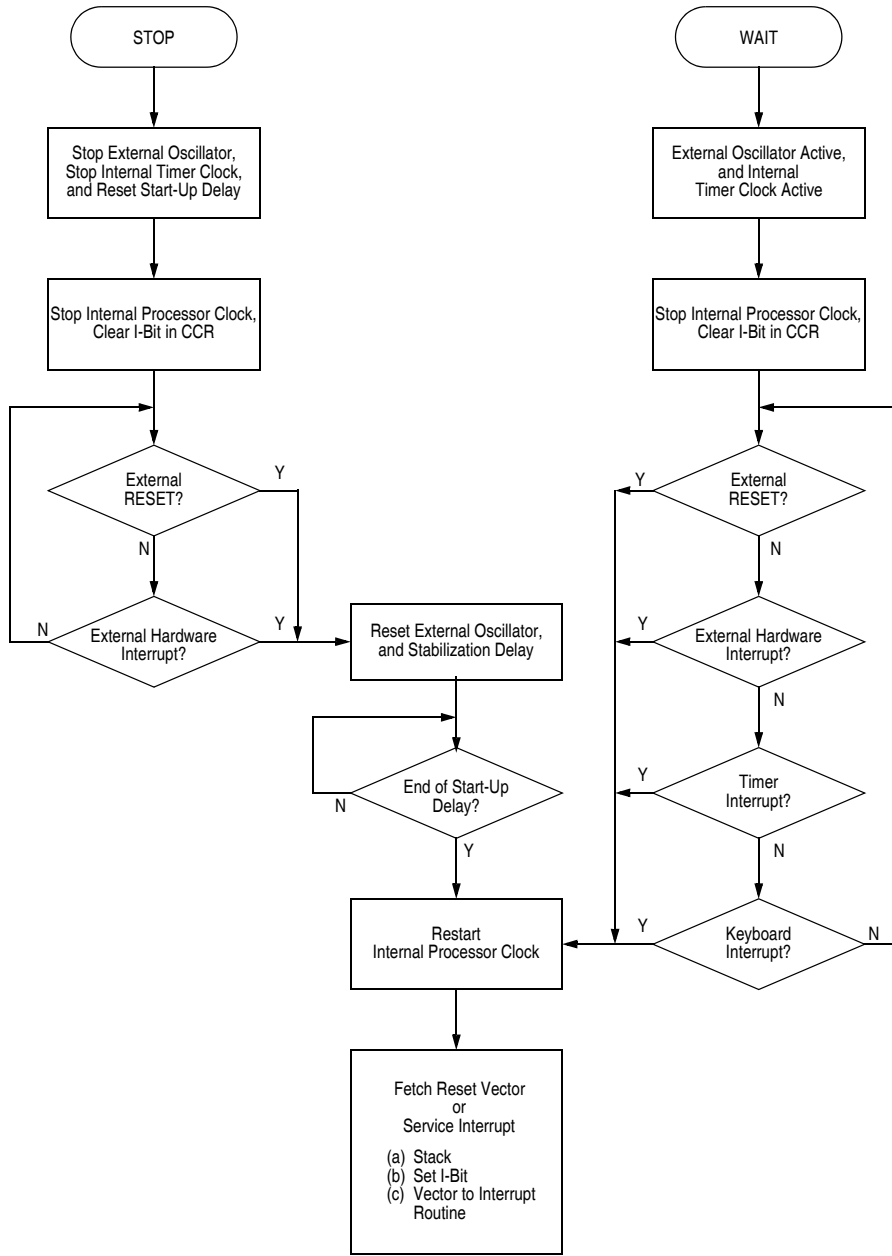 STOP
Stop External Oscillator,
Stop Internal Timer Clock,
and Reset Start-Up Delay
Stop Internal Processor Clock,
Clear I-Bit in CCR
External
RESET?
Y
N
External Hardware
Interrupt?
N
Y
Reset External Oscillator,
and Stabilization Delay
End of Start-Up
Delay?
N
Y
Restart
Internal Processor Clock
Fetch Reset Vector
or
Service Interrupt
(a) Stack
(b) Set I-Bit
(c) Vector to Interrupt
Routine
WAIT
External Oscillator Active,
and Internal
Timer Clock Active
Stop Internal Processor Clock,
Clear I-Bit in CCR
External
RESET?
Y
N
External Hardware
Interrupt?
Y
N
Timer
Interrupt?
Y
N
Keyboard
Interrupt?
Y
N